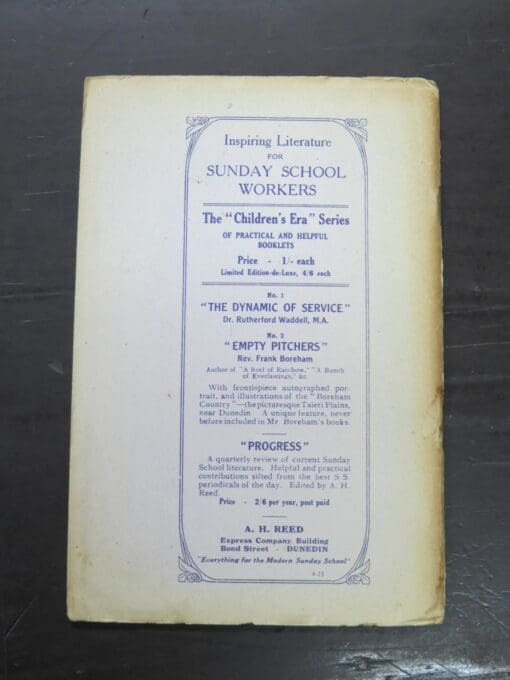 Inspiring Literature
FOR
SUNDAY SCHOOL
WORKERS
The "Children's Era" Series
OF PRACTICAL AND HELPFUL
BOOKLETS
Price - 1/- each
Limited Edition-de-Luxe, 4/6 each
No. 1
"THE DYNAMIC OF SERVICE"
Dr. Rutherford Waddell, M.A.
No. 2
"EMPTY PITCHERS"
Rev. Frank Boreham
Author of "A Reel of Rainbow," "A Bunch
of Everlastings," &c
With frontispiece autographed por-
trait, and illustrations of the "Boreham
Country"—the picturesque Taieri Plains,
near Dunedin. A unique feature, never
before included in Mr. Boreham's books.
"PROGRESS"
A quarterly review of current Sunday
School literature. Helpful and practical
contributions sifted from the best S.S.
periodicals of the day. Edited by A. H.
Reed.
Price - 2/6 per year, post paid
A. H. REED
Express Company Building
Bond Street - DUNEDIN
"Everything for the Modern Sunday School"